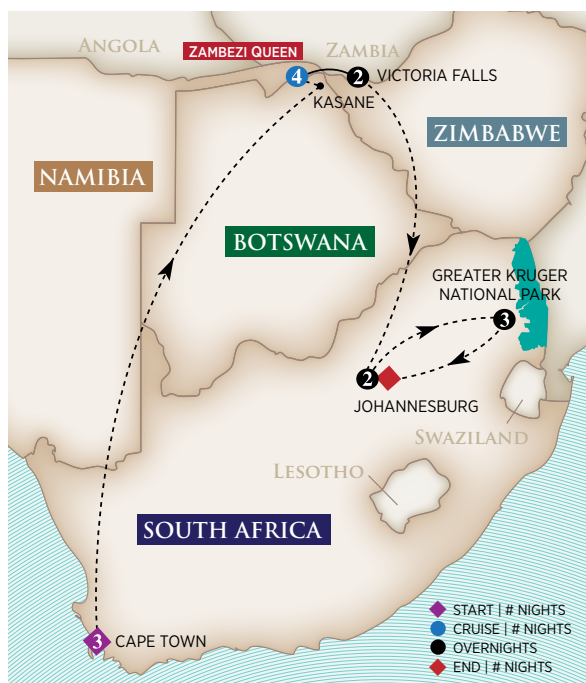 ANGOLA
ZAMBEZI QUEEN
ZAMBIA
4
2
VICTORIA FALLS
KASANE
ZIMBABWE
NAMIBIA
BOTSWANA
GREATER KRUGER
NATIONAL PARK
3
2
JOHANNESBURG
SWAZILAND
LESOTHO
SOUTH AFRICA
3
CAPE TOWN
START | # NIGHTS
CRUISE | # NIGHTS
OVERNIGHTS
END | # NIGHTS